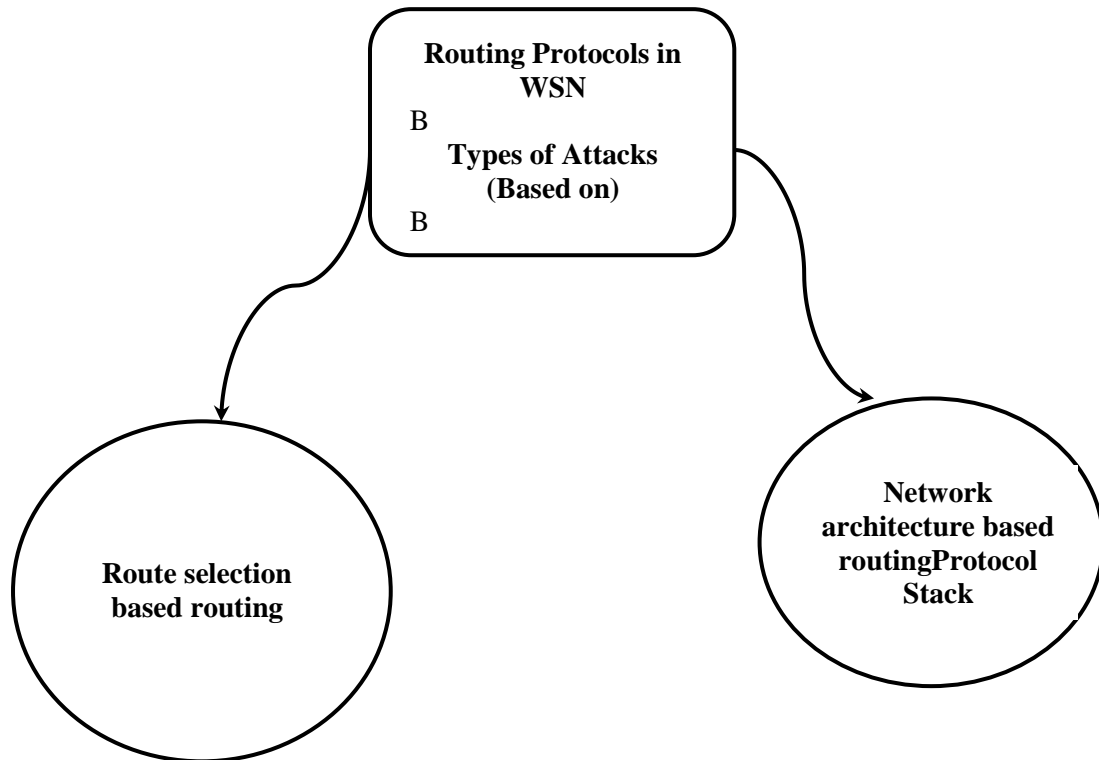 Routing Protocols in
WSN
B
Types of Attacks
(Based on)
B
Route selection
based routing
Network
architecture based
routingProtocol
Stack